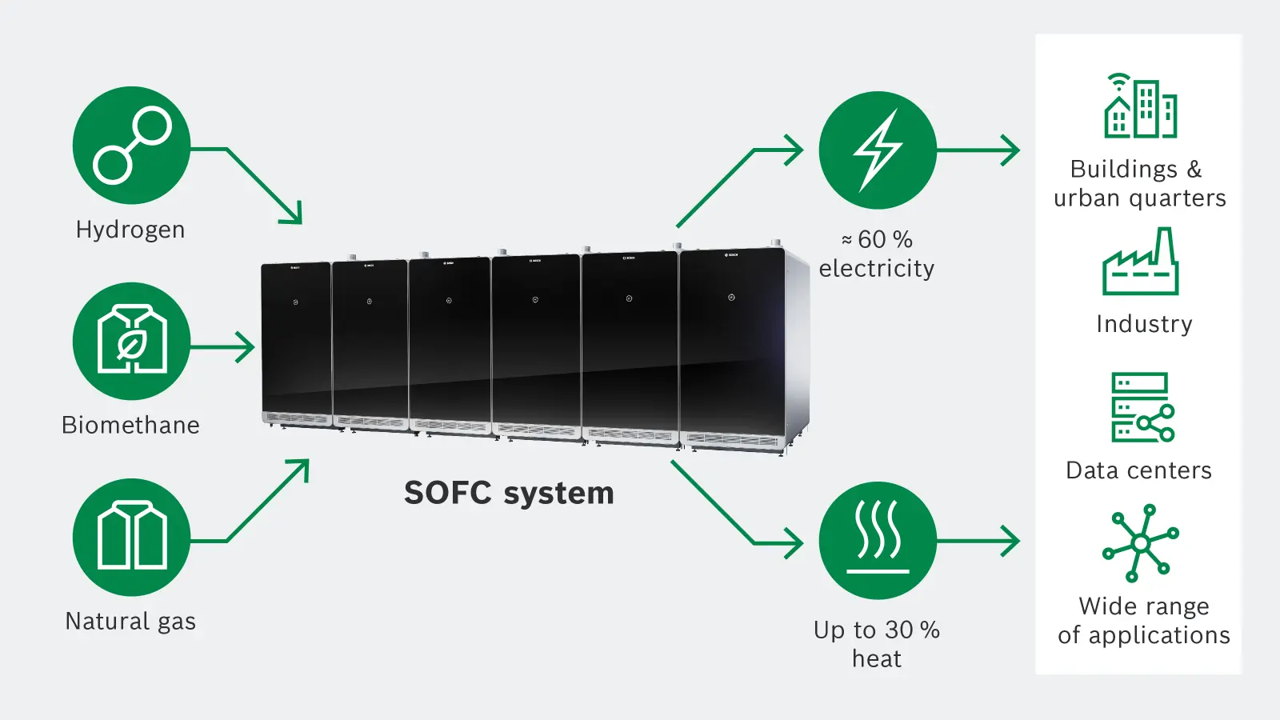 Hydrogen
Biomethane
Natural gas
SOFC system
≈ 60 %
electricity
Up to 30 %
heat
Buildings &
urban quarters
Industry
Data centers
Wide range
of applications